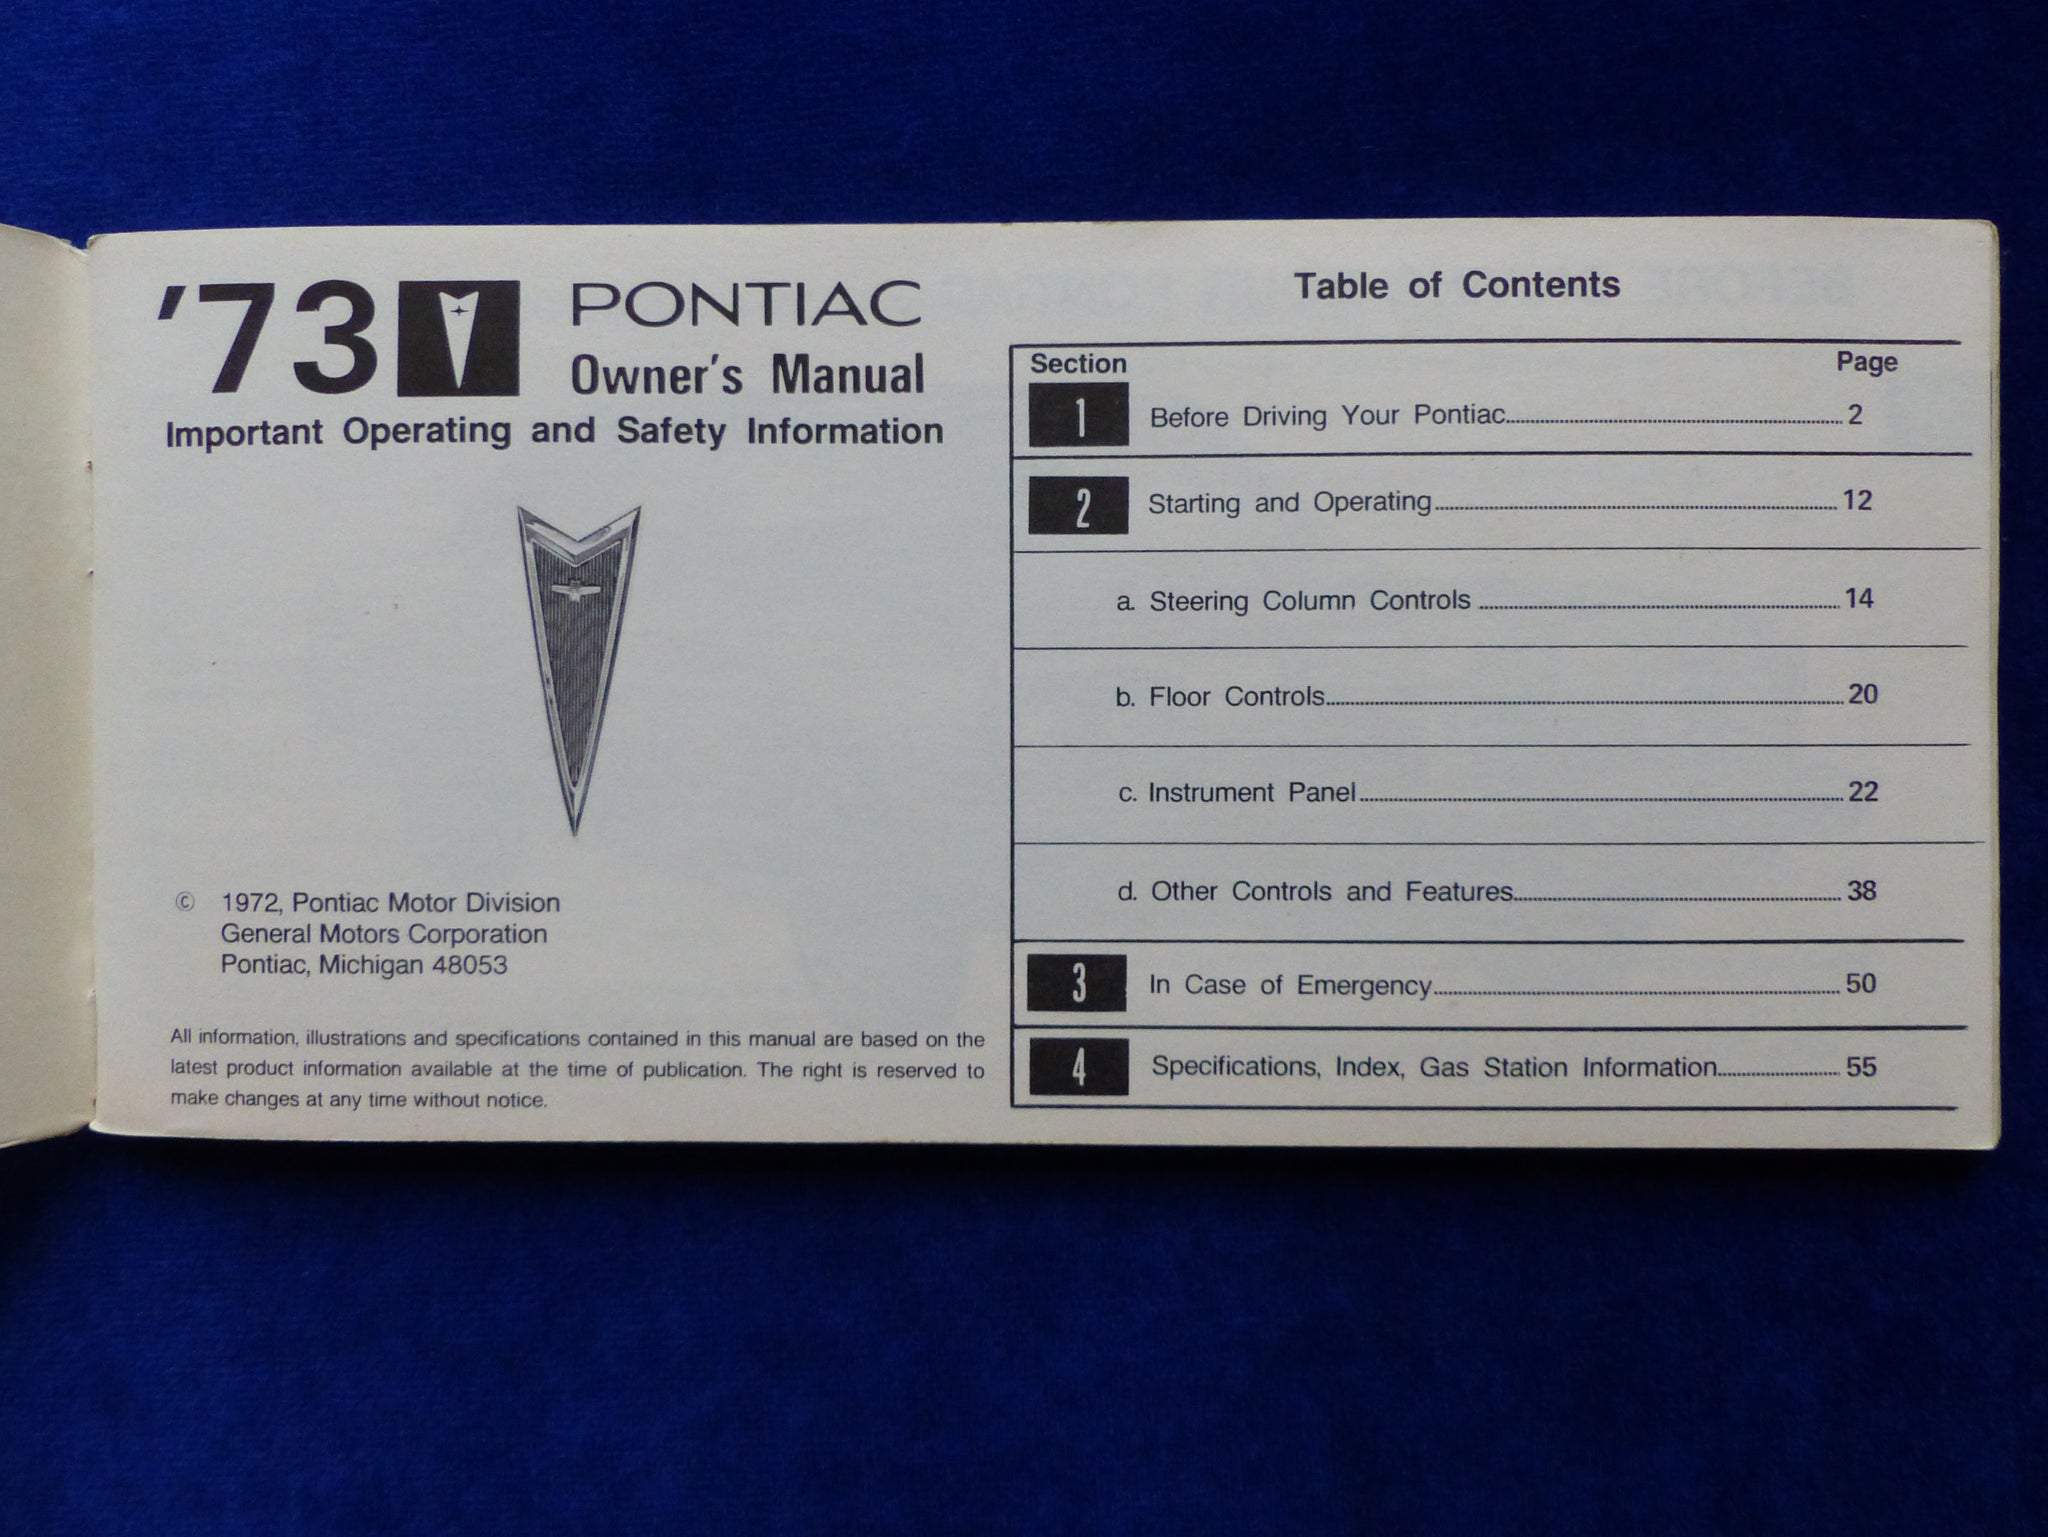 '73 PONTIAC
Owner's Manual
Important Operating and Safety Information
© 1972, Pontiac Motor Division
General Motors Corporation
Pontiac, Michigan 48053
All information, illustrations and specifications contained in this manual are based on the
latest product information available at the time of publication. The right is reserved to
make changes at any time without notice.
Table of Contents
Section Page
1 Before Driving Your Pontiac 2
2 Starting and Operating 12
a. Steering Column Controls 14
b. Floor Controls 20
c. Instrument Panel 22
d. Other Controls and Features 38
3 In Case of Emergency 50
4 Specifications, Index, Gas Station Information 55